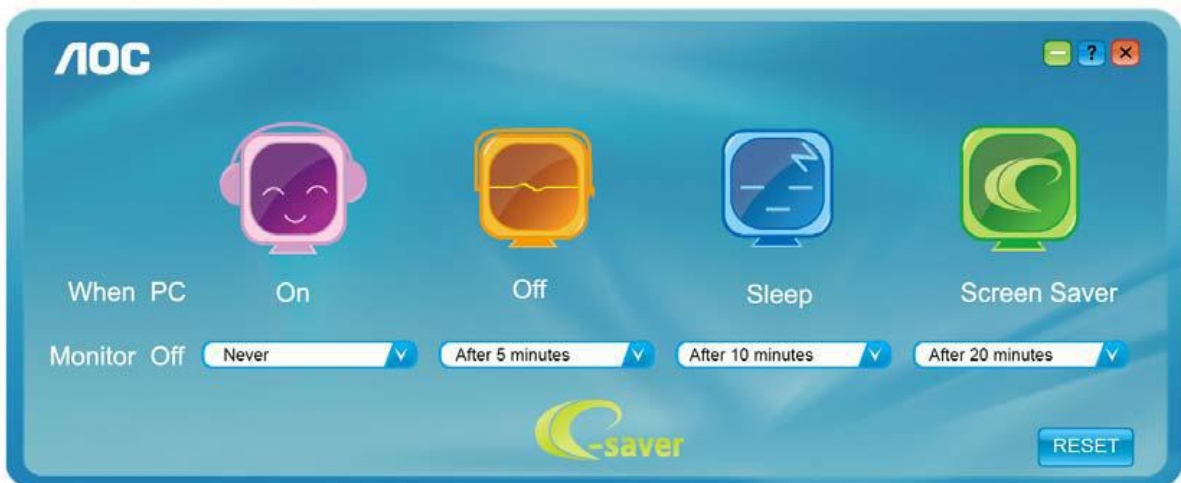 AOC
?
When PC On Off Sleep Screen Saver
Monitor Off Never After 5 minutes After 10 minutes After 20 minutes
e-saver
RESET